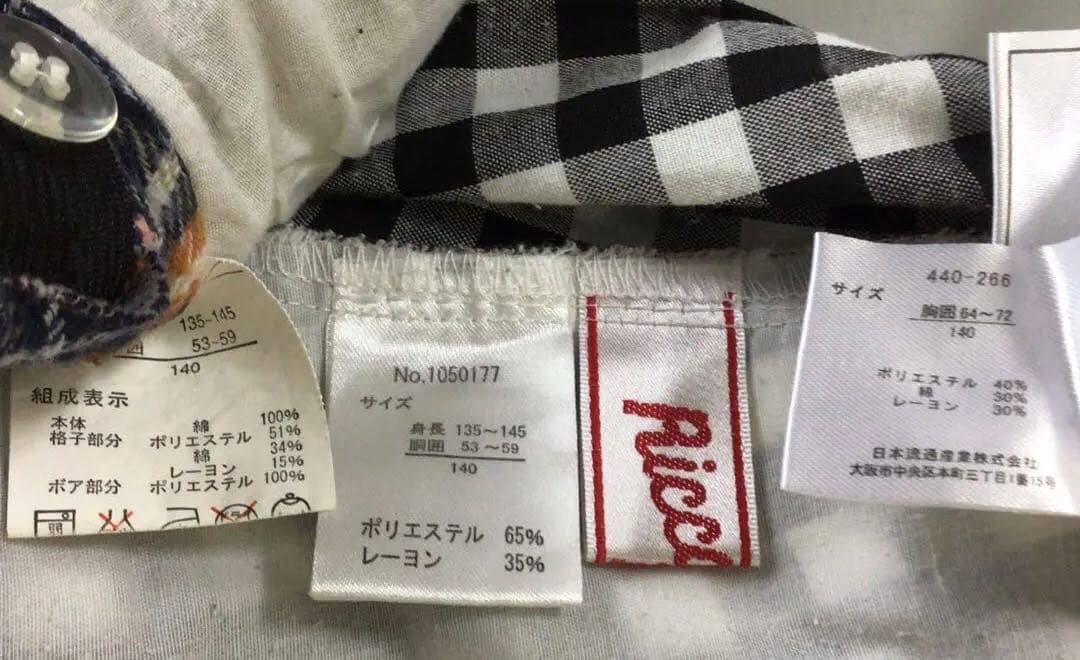 135~145
囲 53~59
140
組成表示
本体 綿 100%
格子部分 ポリエステル 51%
綿 34%
レーヨン 15%
ボア部分 ポリエステル 100%
弱
No.1050177
サイズ
身長 135~145
胴囲 53~59
140
ポリエステル 65%
レーヨン 35%
Ricc
440-266
サイズ
胸囲 64~72
140
ポリエステル 40%
綿 30%
レーヨン 30%
日本流通産業株式会社
大阪市中央区本町三丁目1番15号